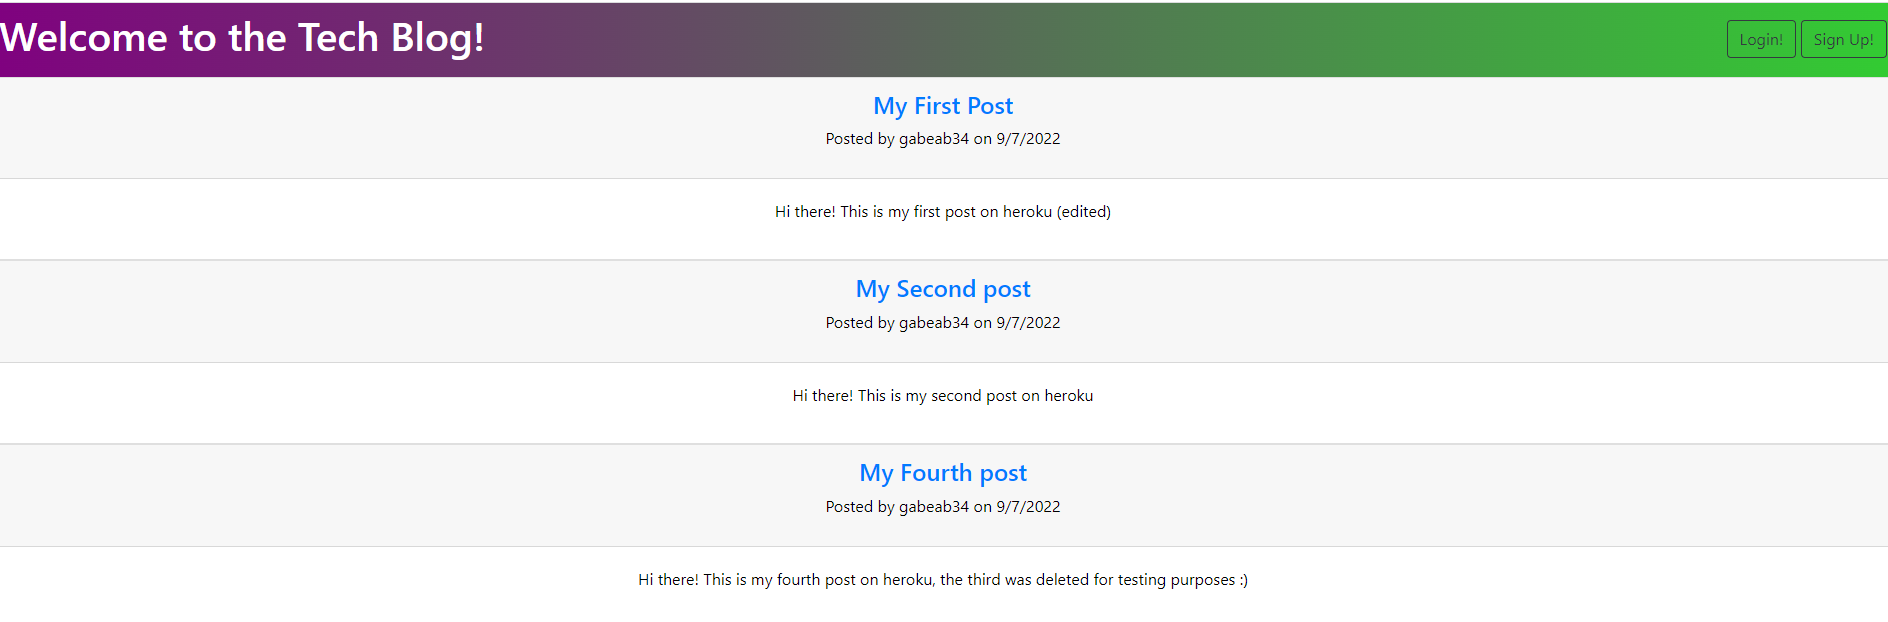 Welcome to the Tech Blog!
Login!
Sign Up!
My First Post
Posted by gabeab34 on 9/7/2022
Hi there! This is my first post on heroku (edited)
My Second post
Posted by gabeab34 on 9/7/2022
Hi there! This is my second post on heroku
My Fourth post
Posted by gabeab34 on 9/7/2022
Hi there! This is my fourth post on heroku, the third was deleted for testing purposes :)